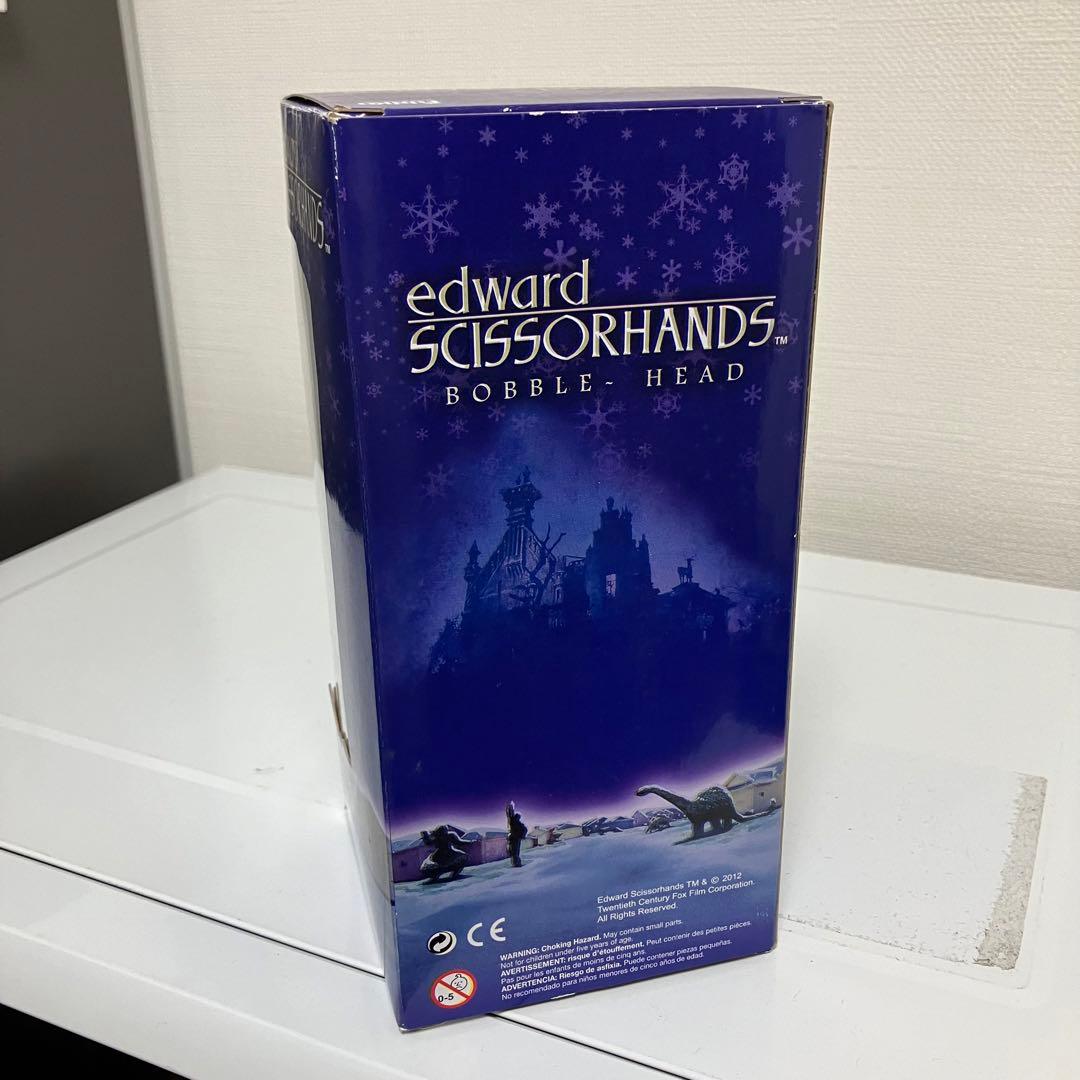 SCISSORHANDS™
edward
SCISSORHANDS™
BOBBLE~ HEAD
Edward Scissorhands TM & © 2012
Twentieth Century Fox Film Corporation.
All Rights Reserved.
CE
WARNING: Choking Hazard. May contain small parts.
Not for children under five years of age.
AVERTISSEMENT: risque d'étouffement. Peut contenir des petites pièces.
Pas pour les enfants de moins de cinq ans.
ADVERTENCIA: Riesgo de asfixia. Puede contener piezas pequeñas.
No recomendado para niños menores de cinco años de edad.
0-5